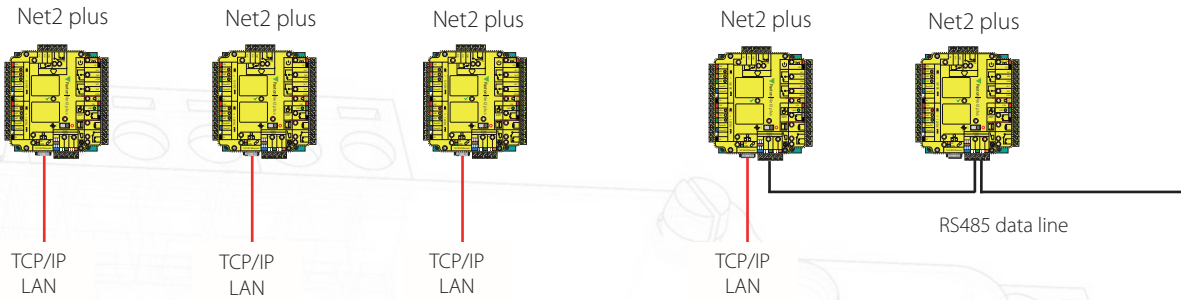 Net2 plus
Net2 plus
Net2 plus
Net2 plus
Net2 plus
RS485 data line
TCP/IP
LAN
TCP/IP
LAN
TCP/IP
LAN
TCP/IP
LAN